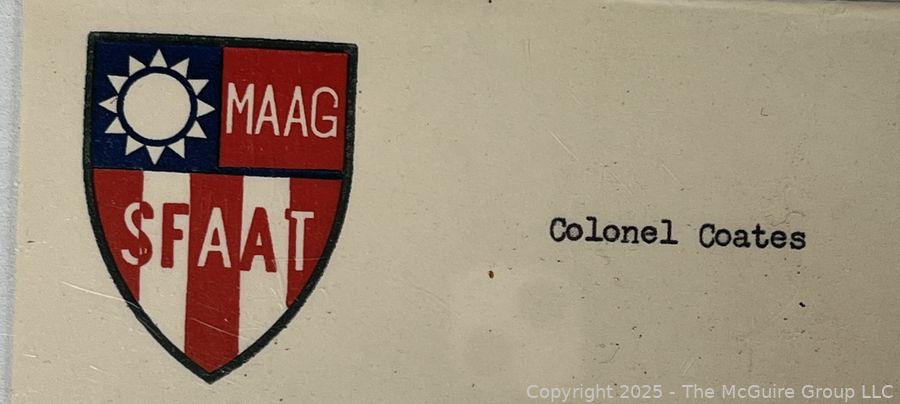 MAAG
SFAAT
Colonel Coates
Copyright 2025 - The McGuire Group LLC